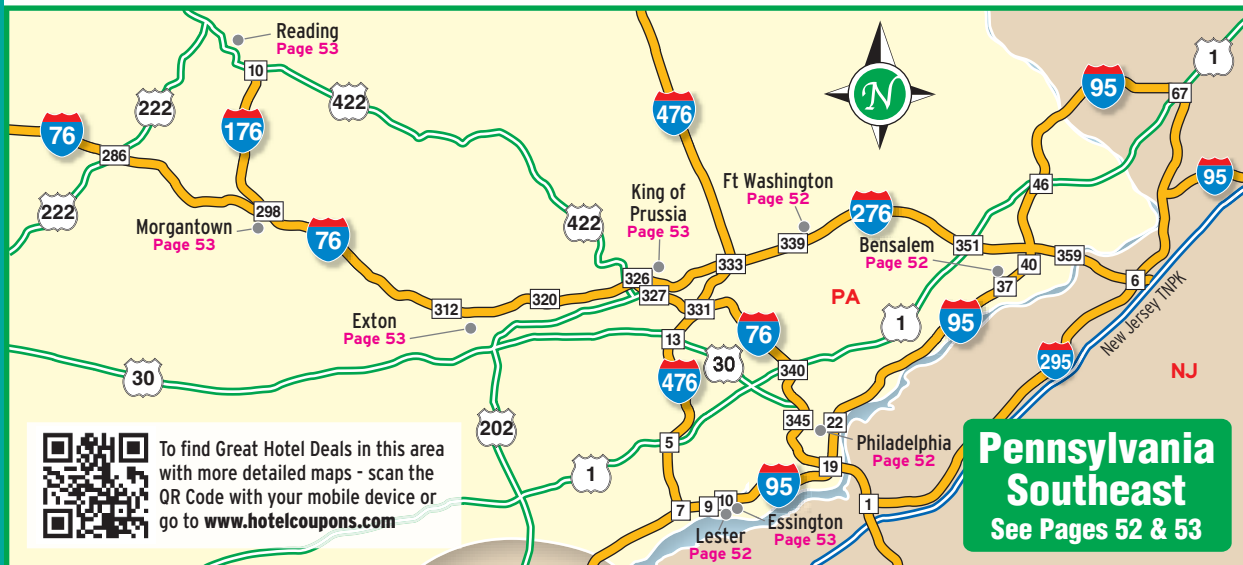 Reading
Page 53
1
95
67
10
422
222
76
176
476
N
286
95
46
222
298
Morgantown
Page 53
76
422
King of
Prussia
Page 53
Ft Washington
Page 52
276
339
333
Bensalem
Page 52
351
40
359
37
6
326
327
331
320
312
Exton
Page 53
PA
1
95
New Jersey TNPK
13
76
30
30
340
295
NJ
476
202
345
22
Philadelphia
Page 52
5
1
19
95
1
7
9
10
Lester
Page 52
Essington
Page 53
To find Great Hotel Deals in this area
with more detailed maps - scan the
QR Code with your mobile device or
go to www.hotelcoupons.com
Pennsylvania
Southeast
See Pages 52 & 53